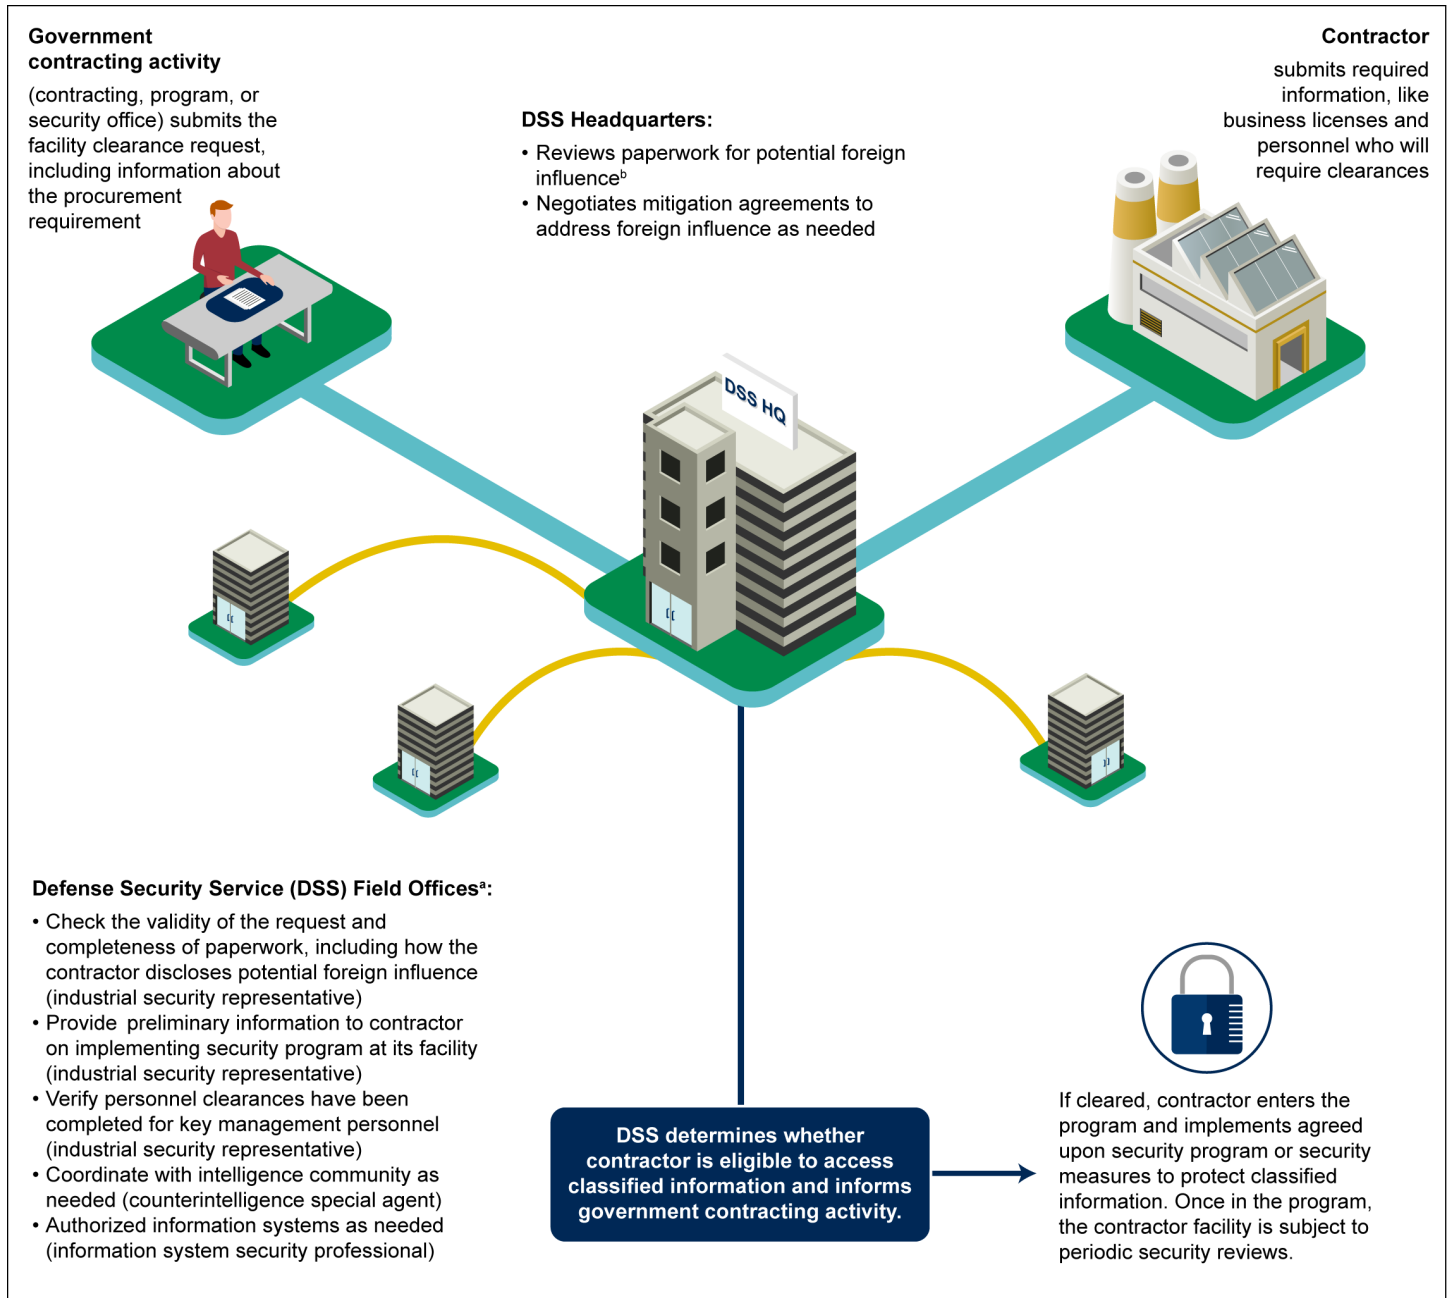 Government
contracting activity
(contracting, program, or
security office) submits the
facility clearance request,
including information about
the procurement
requirement
DSS Headquarters:
• Reviews paperwork for potential foreign
influenceᵇ
• Negotiates mitigation agreements to
address foreign influence as needed
Contractor
submits required
information, like
business licenses and
personnel who will
require clearances
DSS HQ
Defense Security Service (DSS) Field Officesᵃ:
• Check the validity of the request and
completeness of paperwork, including how the
contractor discloses potential foreign influence
(industrial security representative)
• Provide preliminary information to contractor
on implementing security program at its facility
(industrial security representative)
• Verify personnel clearances have been
completed for key management personnel
(industrial security representative)
• Coordinate with intelligence community as
needed (counterintelligence special agent)
• Authorized information systems as needed
(information system security professional)
DSS determines whether
contractor is eligible to access
classified information and informs
government contracting activity.
If cleared, contractor enters the
program and implements agreed
upon security program or security
measures to protect classified
information. Once in the program,
the contractor facility is subject to
periodic security reviews.